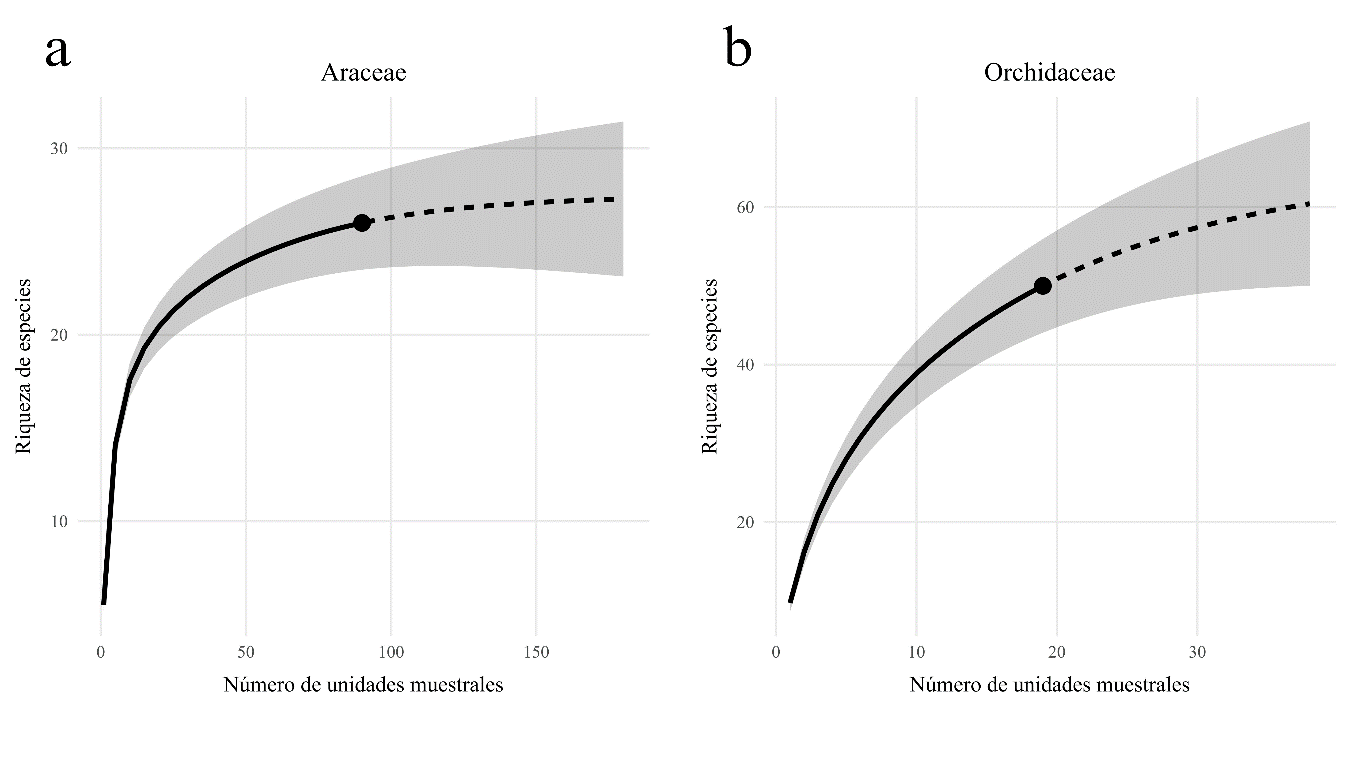 a
Araceae
Riqueza de especies
30
20
10
0
50
100
150
Número de unidades muestrales
b
Orchidaceae
Riqueza de especies
60
40
20
0
10
20
30
Número de unidades muestrales